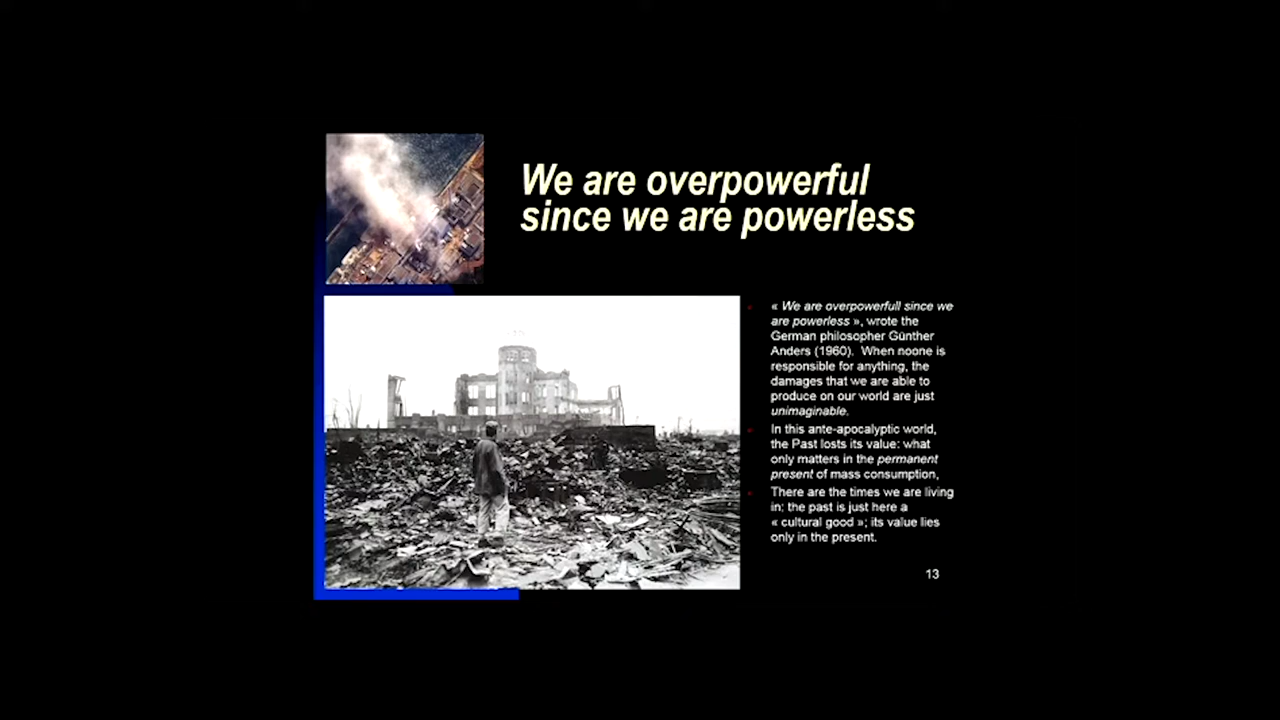 We are overpowerful
since we are powerless
« We are overpowerfull since we
are powerless », wrote the
German philosopher Günther
Anders (1960). When noone is
responsible for anything, the
damages that we are able to
produce on our world are just
unimaginable.
In this ante-apocalyptic world,
the Past losts its value: what
only matters in the permanent
present of mass consumption,
There are the times we are living
in: the past is just here a
« cultural good »; its value lies
only in the present.
13